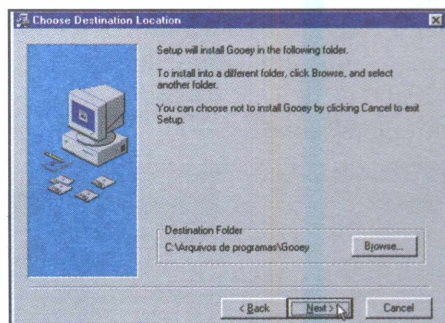 Choose Destination Location
Setup will install Gooey in the following folder.
To install into a different folder, click Browse, and select
another folder.
You can choose not to install Gooey by clicking Cancel to exit
Setup.
Destination Folder
C:\Arquivos de programas\Gooey
Browse...
< Back
Next >
Cancel